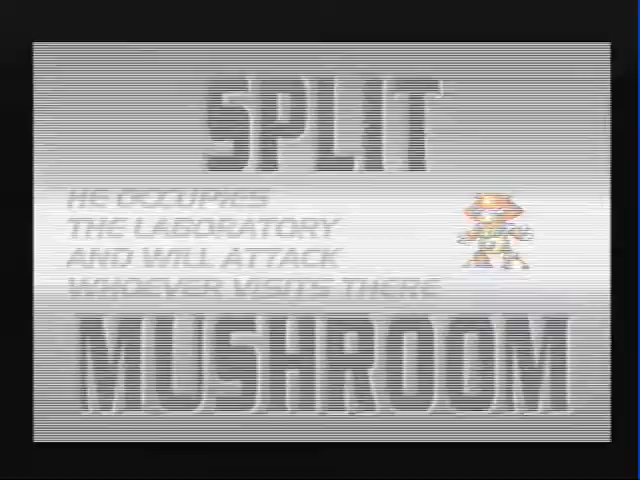 SPLIT
HE OCCUPIES
THE LABORATORY
AND WILL ATTACK
WHOEVER VISITS THERE
MUSHROOM